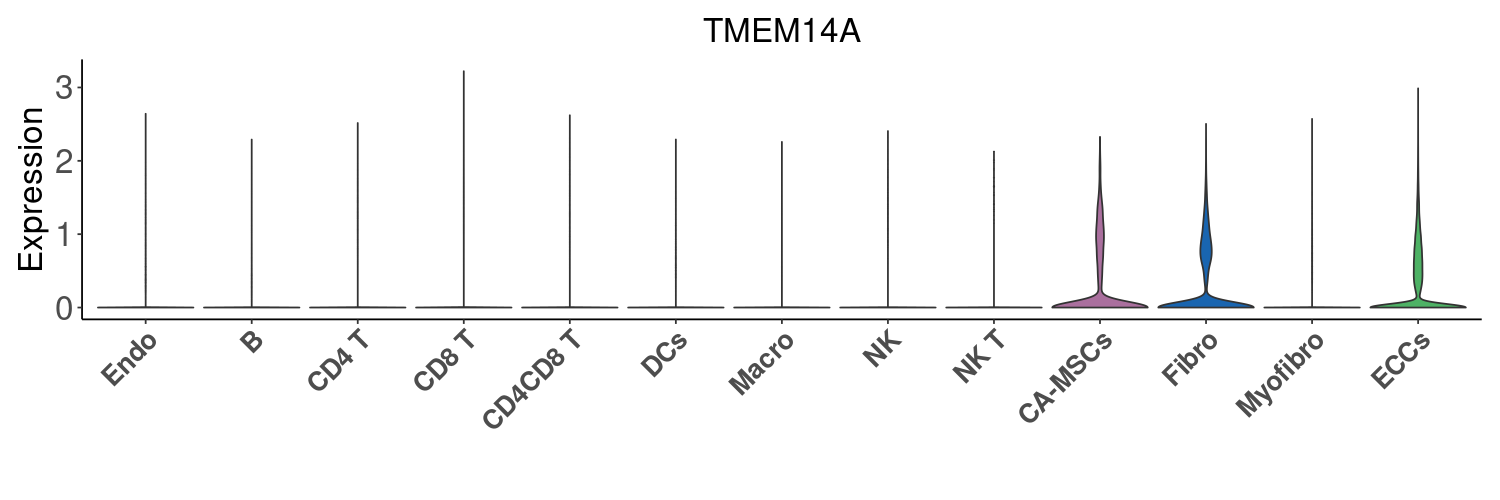 TMEM14A
Expression
3
2
1
0
Endo
B
CD4 T
CD8 T
CD4CD8 T
DCs
Macro
NK
NK T
CA-MSCs
Fibro
Myofibro
ECCs